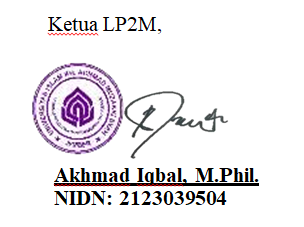 Ketua LP2M,
Akhmad Iqbal, M.Phil.
NIDN: 2123039504